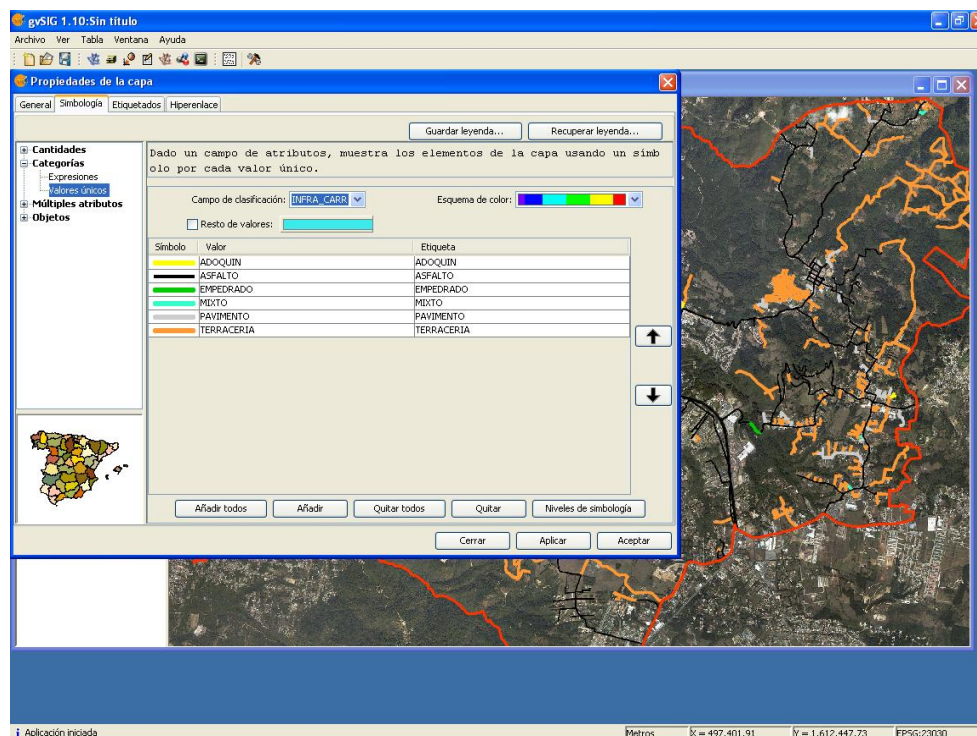 gvSIG 1.10:Sin título
Archivo Ver Tabla Ventana Ayuda
Propiedades de la capa
General Simbología Etiquetados Hiperenlace
Guardar leyenda... Recuperar leyenda...
Cantidades
Categorías
Expresiones
Valores únicos
Múltiples atributos
Objetos
Dado un campo de atributos, muestra los elementos de la capa usando un símb
olo por cada valor único.
Campo de clasificación: INFRA_CARR Esquema de color:
Resto de valores:
Símbolo Valor Etiqueta
ADOQUIN ADOQUIN
ASFALTO ASFALTO
EMPEDRADO EMPEDRADO
MIXTO MIXTO
PAVIMENTO PAVIMENTO
TERRACERIA TERRACERIA
Añadir todos Añadir Quitar todos Quitar Niveles de simbología
Cerrar Aplicar Aceptar
Aplicación iniciada Metros X = 497.401,91 Y = 1.612.447,73 EPSG:23030